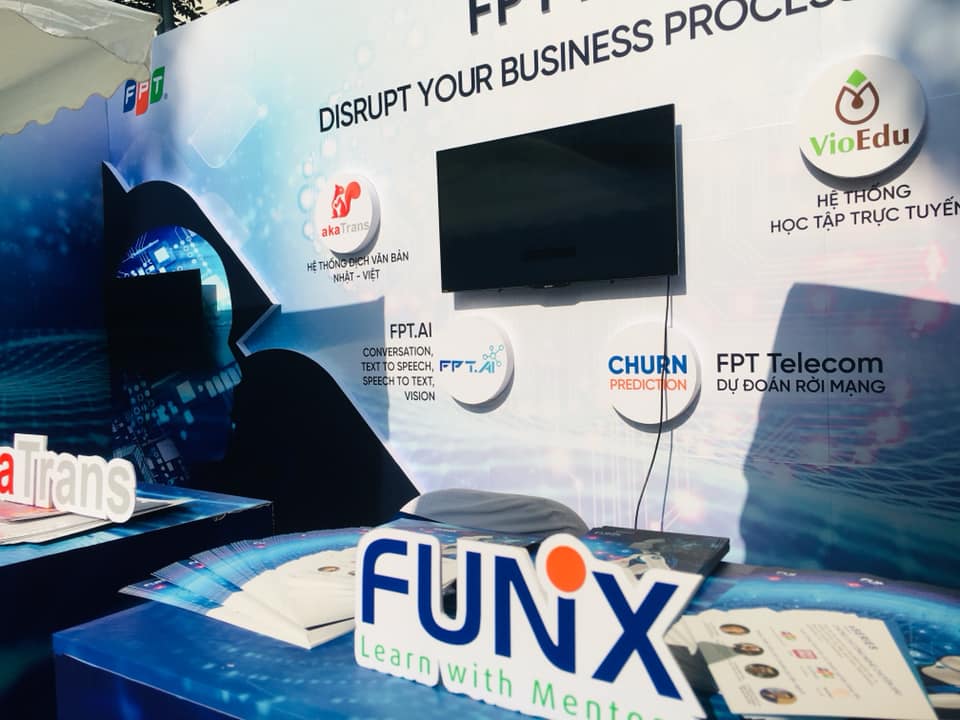 FPT
DISRUPT YOUR BUSINESS PROCESS
FPT
VioEdu
HỆ THỐNG
HỌC TẬP TRỰC TUYẾN
akaTrans
HỆ THỐNG DỊCH VĂN BẢN
NHẬT - VIỆT
FPT.AI
CONVERSATION,
TEXT TO SPEECH,
SPEECH TO TEXT,
VISION
FPT.AI
CHURN
PREDICTION
FPT Telecom
DỰ ĐOÁN RỜI MẠNG
aTrans
FUNiX
Learn with Mentor